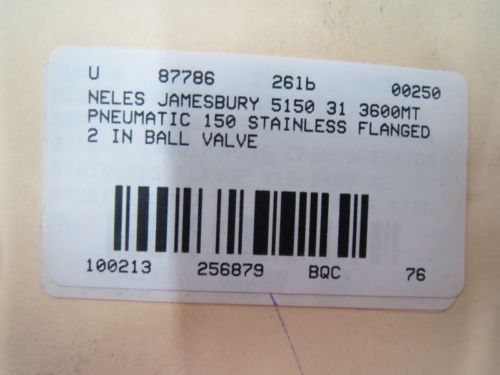 U 87786 26lb 00250
NELES JAMESBURY 5150 31 3600MT
PNEUMATIC 150 STAINLESS FLANGED
2 IN BALL VALVE
100213 256879 BQC 76